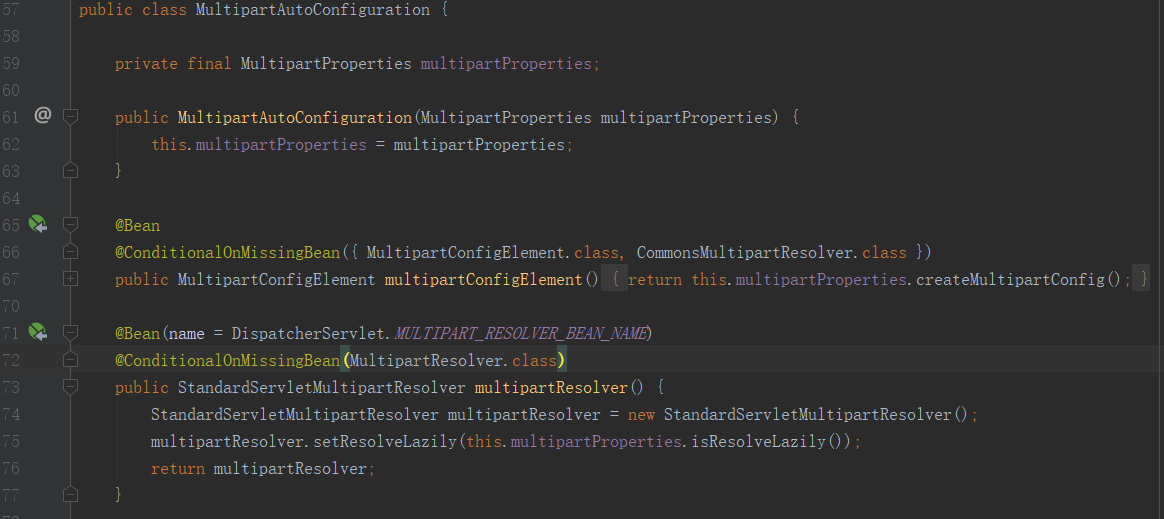 57 public class MultipartAutoConfiguration {
58
59 private final MultipartProperties multipartProperties;
60
61 @ public MultipartAutoConfiguration(MultipartProperties multipartProperties) {
62 this.multipartProperties = multipartProperties;
63 }
64
65 @Bean
66 @ConditionalOnMissingBean({ MultipartConfigElement.class, CommonsMultipartResolver.class })
67 public MultipartConfigElement multipartConfigElement() { return this.multipartProperties.createMultipartConfig(); }
70
71 @Bean(name = DispatcherServlet.MULTIPART_RESOLVER_BEAN_NAME)
72 @ConditionalOnMissingBean(MultipartResolver.class)
73 public StandardServletMultipartResolver multipartResolver() {
74 StandardServletMultipartResolver multipartResolver = new StandardServletMultipartResolver();
75 multipartResolver.setResolveLazily(this.multipartProperties.isResolveLazily());
76 return multipartResolver;
77 }